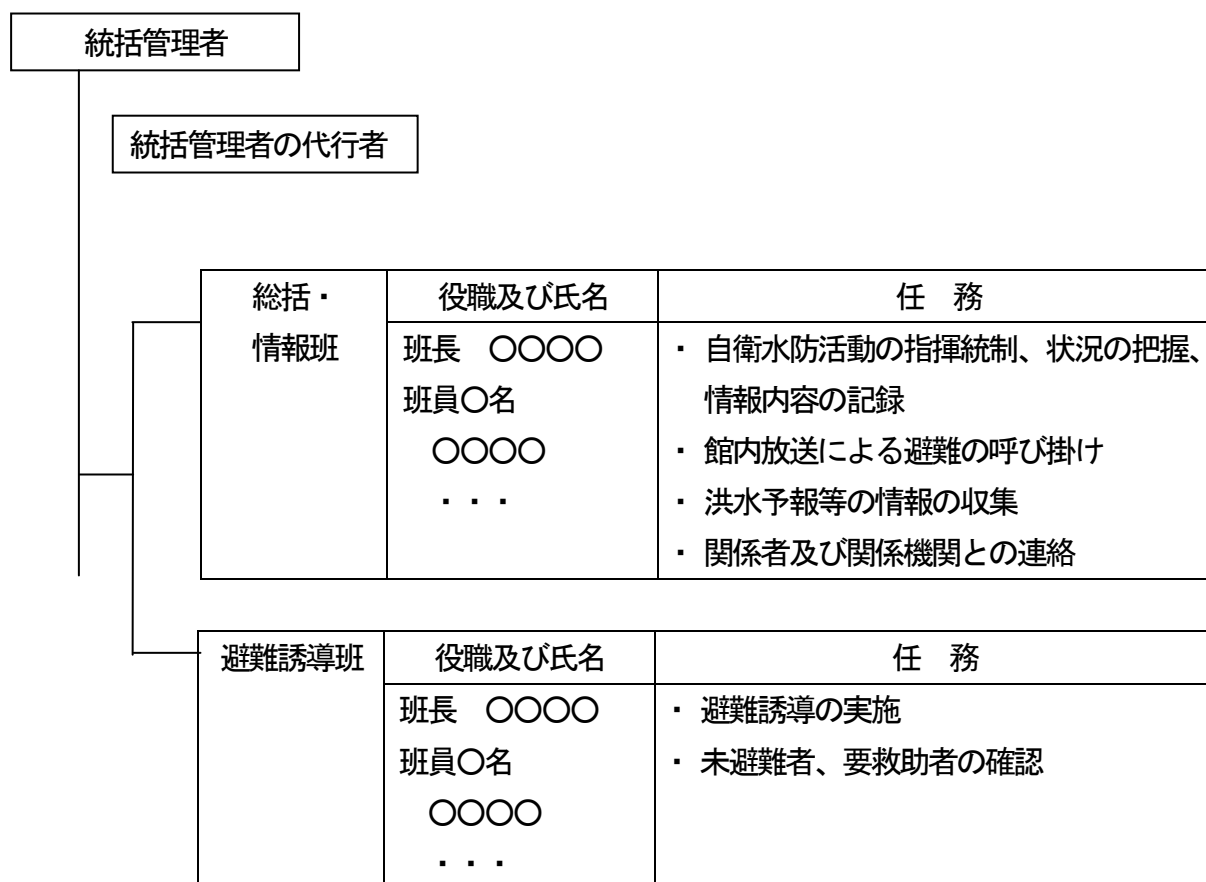 統括管理者
統括管理者の代行者
総括・
情報班
役職及び氏名
任　務
班長　〇〇〇〇
班員〇名
〇〇〇〇
・・・
・ 自衛水防活動の指揮統制、状況の把握、
情報内容の記録
・ 館内放送による避難の呼び掛け
・ 洪水予報等の情報の収集
・ 関係者及び関係機関との連絡
避難誘導班
役職及び氏名
任　務
班長　〇〇〇〇
班員〇名
〇〇〇〇
・・・
・ 避難誘導の実施
・ 未避難者、要救助者の確認